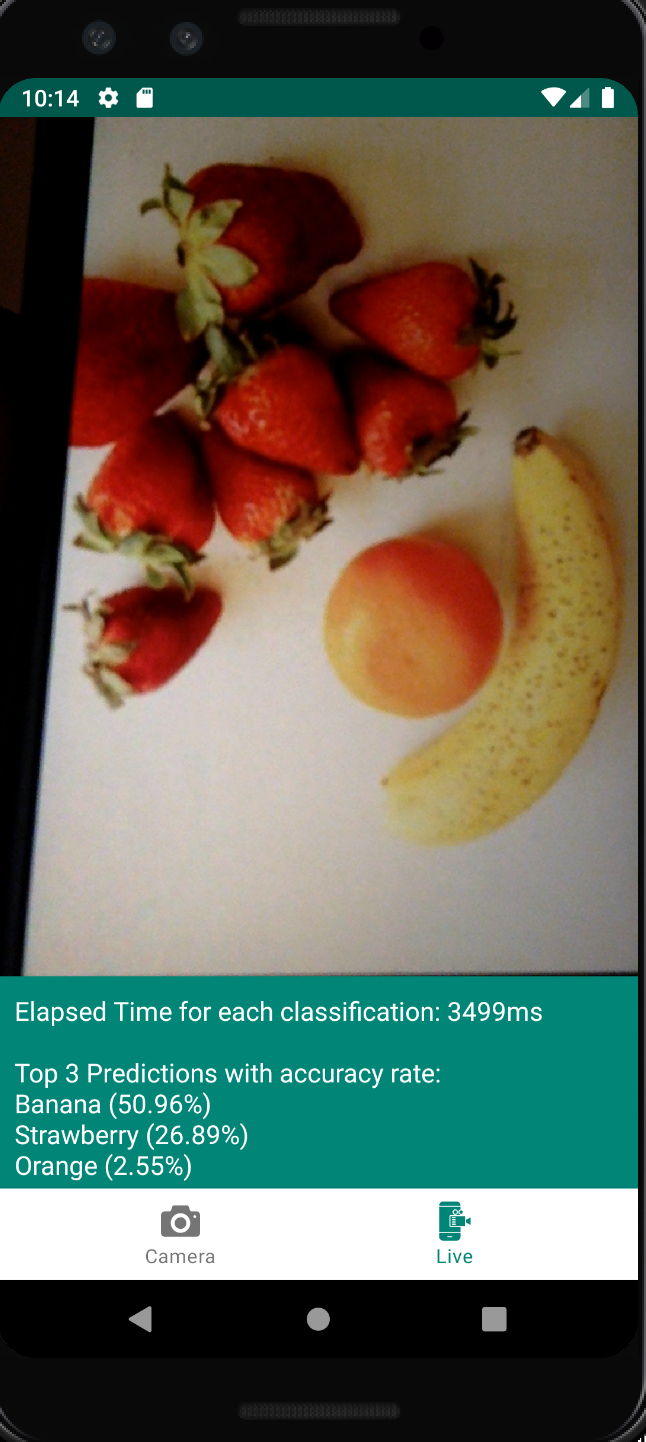 10:14
Elapsed Time for each classification: 3499ms
Top 3 Predictions with accuracy rate:
Banana (50.96%)
Strawberry (26.89%)
Orange (2.55%)
Camera
Live